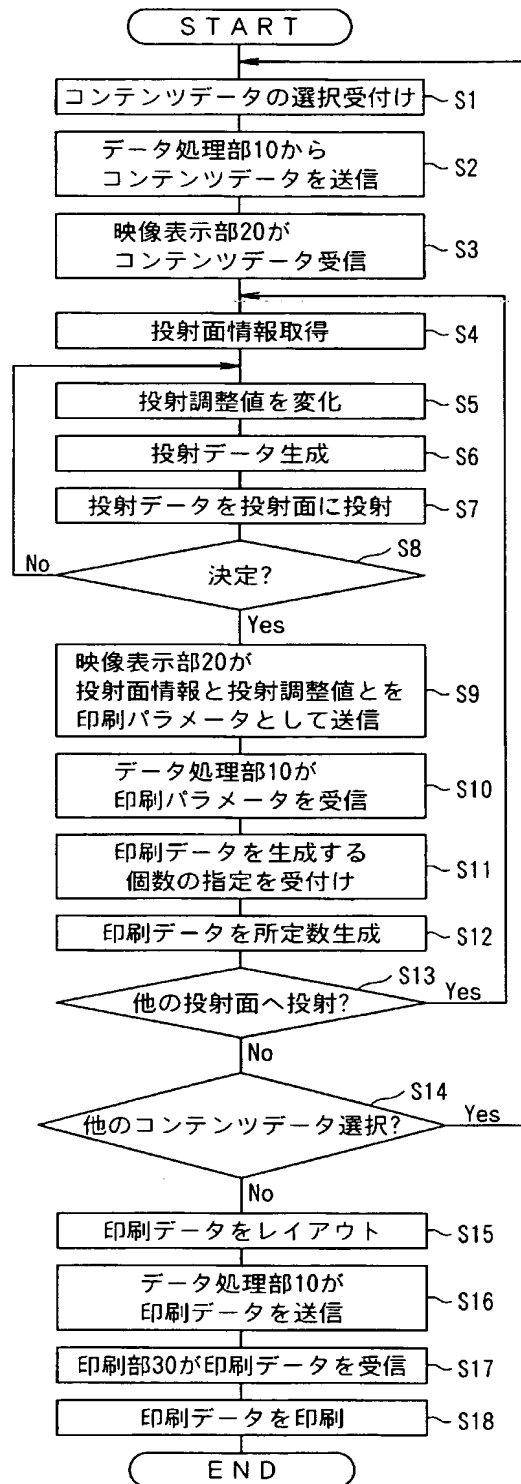 START
コンテンツデータの選択受付け
S1
データ処理部10から
コンテンツデータを送信
S2
映像表示部20が
コンテンツデータ受信
S3
投射面情報取得
S4
投射調整値を変化
S5
投射データ生成
S6
投射データを投射面に投射
S7
S8
No
決定?
Yes
映像表示部20が
投射面情報と投射調整値とを
印刷パラメータとして送信
S9
データ処理部10が
印刷パラメータを受信
S10
印刷データを生成する
個数の指定を受付け
S11
印刷データを所定数生成
S12
S13
他の投射面へ投射?
Yes
No
S14
他のコンテンツデータ選択?
Yes
No
印刷データをレイアウト
S15
データ処理部10が
印刷データを送信
S16
印刷部30が印刷データを受信
S17
印刷データを印刷
S18
END